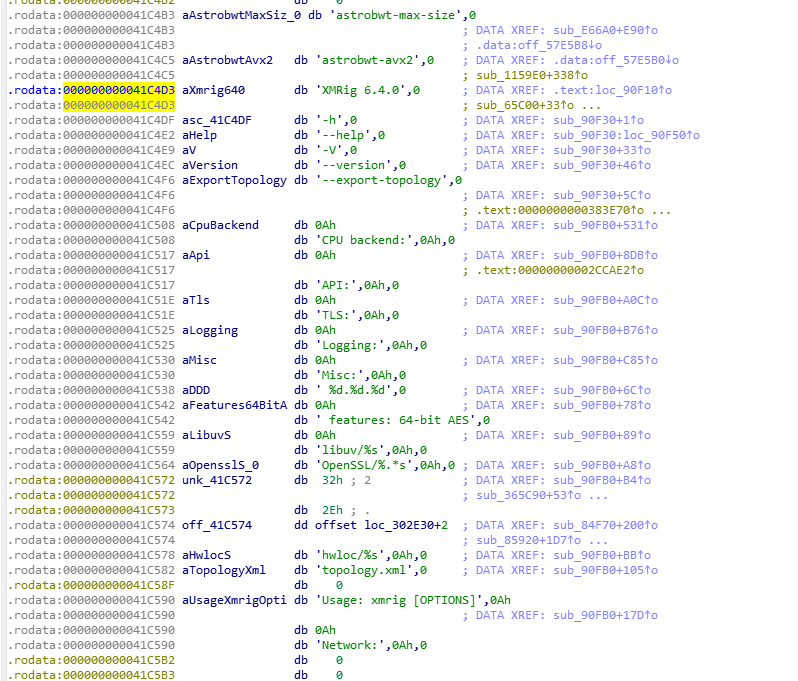 .rodata:000000000041C4B2 db 0
.rodata:000000000041C4B3 aAstrobwtMaxSiz_0 db 'astrobwt-max-size',0
.rodata:000000000041C4B3 ; DATA XREF: sub_E66A0+E90↑o
.rodata:000000000041C4B3 ; .data:off_57E5B8↓o
.rodata:000000000041C4C5 aAstrobwtAvx2 db 'astrobwt-avx2',0 ; DATA XREF: .data:off_57E5B0↓o
.rodata:000000000041C4C5 ; sub_1159E0+338↑o
.rodata:000000000041C4D3 aXmrig640 db 'XMRig 6.4.0',0 ; DATA XREF: .text:loc_90F10↑o
.rodata:000000000041C4D3 ; sub_65C00+33↑o ...
.rodata:000000000041C4DF asc_41C4DF db '-h',0 ; DATA XREF: sub_90F30+1↑o
.rodata:000000000041C4E2 aHelp db '--help',0 ; DATA XREF: sub_90F30:loc_90F50↑o
.rodata:000000000041C4E9 aV db '-V',0 ; DATA XREF: sub_90F30+33↑o
.rodata:000000000041C4EC aVersion db '--version',0 ; DATA XREF: sub_90F30+46↑o
.rodata:000000000041C4F6 aExportTopology db '--export-topology',0
.rodata:000000000041C4F6 ; DATA XREF: sub_90F30+5C↑o
.rodata:000000000041C4F6 ; .text:0000000000383E70↑o ...
.rodata:000000000041C508 aCpuBackend db 0Ah ; DATA XREF: sub_90FB0+531↑o
.rodata:000000000041C508 db 'CPU backend:',0Ah,0
.rodata:000000000041C517 aApi db 0Ah ; DATA XREF: sub_90FB0+8DB↑o
.rodata:000000000041C517 ; .text:00000000002CCAE2↑o
.rodata:000000000041C517 db 'API:',0Ah,0
.rodata:000000000041C51E aTls db 0Ah ; DATA XREF: sub_90FB0+A0C↑o
.rodata:000000000041C51E db 'TLS:',0Ah,0
.rodata:000000000041C525 aLogging db 0Ah ; DATA XREF: sub_90FB0+B76↑o
.rodata:000000000041C525 db 'Logging:',0Ah,0
.rodata:000000000041C530 aMisc db 0Ah ; DATA XREF: sub_90FB0+C85↑o
.rodata:000000000041C530 db 'Misc:',0Ah,0
.rodata:000000000041C538 aDDD db ' %d.%d.%d',0 ; DATA XREF: sub_90FB0+6C↑o
.rodata:000000000041C542 aFeatures64BitA db 0Ah ; DATA XREF: sub_90FB0+78↑o
.rodata:000000000041C542 db ' features: 64-bit AES',0
.rodata:000000000041C559 aLibuvS db 0Ah ; DATA XREF: sub_90FB0+89↑o
.rodata:000000000041C559 db 'libuv/%s',0Ah,0
.rodata:000000000041C564 aOpensslS_0 db 'OpenSSL/%.*s',0Ah,0 ; DATA XREF: sub_90FB0+A8↑o
.rodata:000000000041C572 unk_41C572 db 32h ; 2 ; DATA XREF: sub_90FB0+B4↑o
.rodata:000000000041C572 ; sub_365C90+53↑o ...
.rodata:000000000041C573 db 2Eh ; .
.rodata:000000000041C574 off_41C574 dd offset loc_302E30+2 ; DATA XREF: sub_84F70+200↑o
.rodata:000000000041C574 ; sub_85920+1D7↑o ...
.rodata:000000000041C578 aHwlocS db 'hwloc/%s',0Ah,0 ; DATA XREF: sub_90FB0+BB↑o
.rodata:000000000041C582 aTopologyXml db 'topology.xml',0 ; DATA XREF: sub_90FB0+105↑o
.rodata:000000000041C58F db 0
.rodata:000000000041C590 aUsageXmrigOpti db 'Usage: xmrig [OPTIONS]',0Ah
.rodata:000000000041C590 ; DATA XREF: sub_90FB0+17D↑o
.rodata:000000000041C590 db 0Ah
.rodata:000000000041C590 db 'Network:',0Ah,0
.rodata:000000000041C5B2 db 0
.rodata:000000000041C5B3 db 0